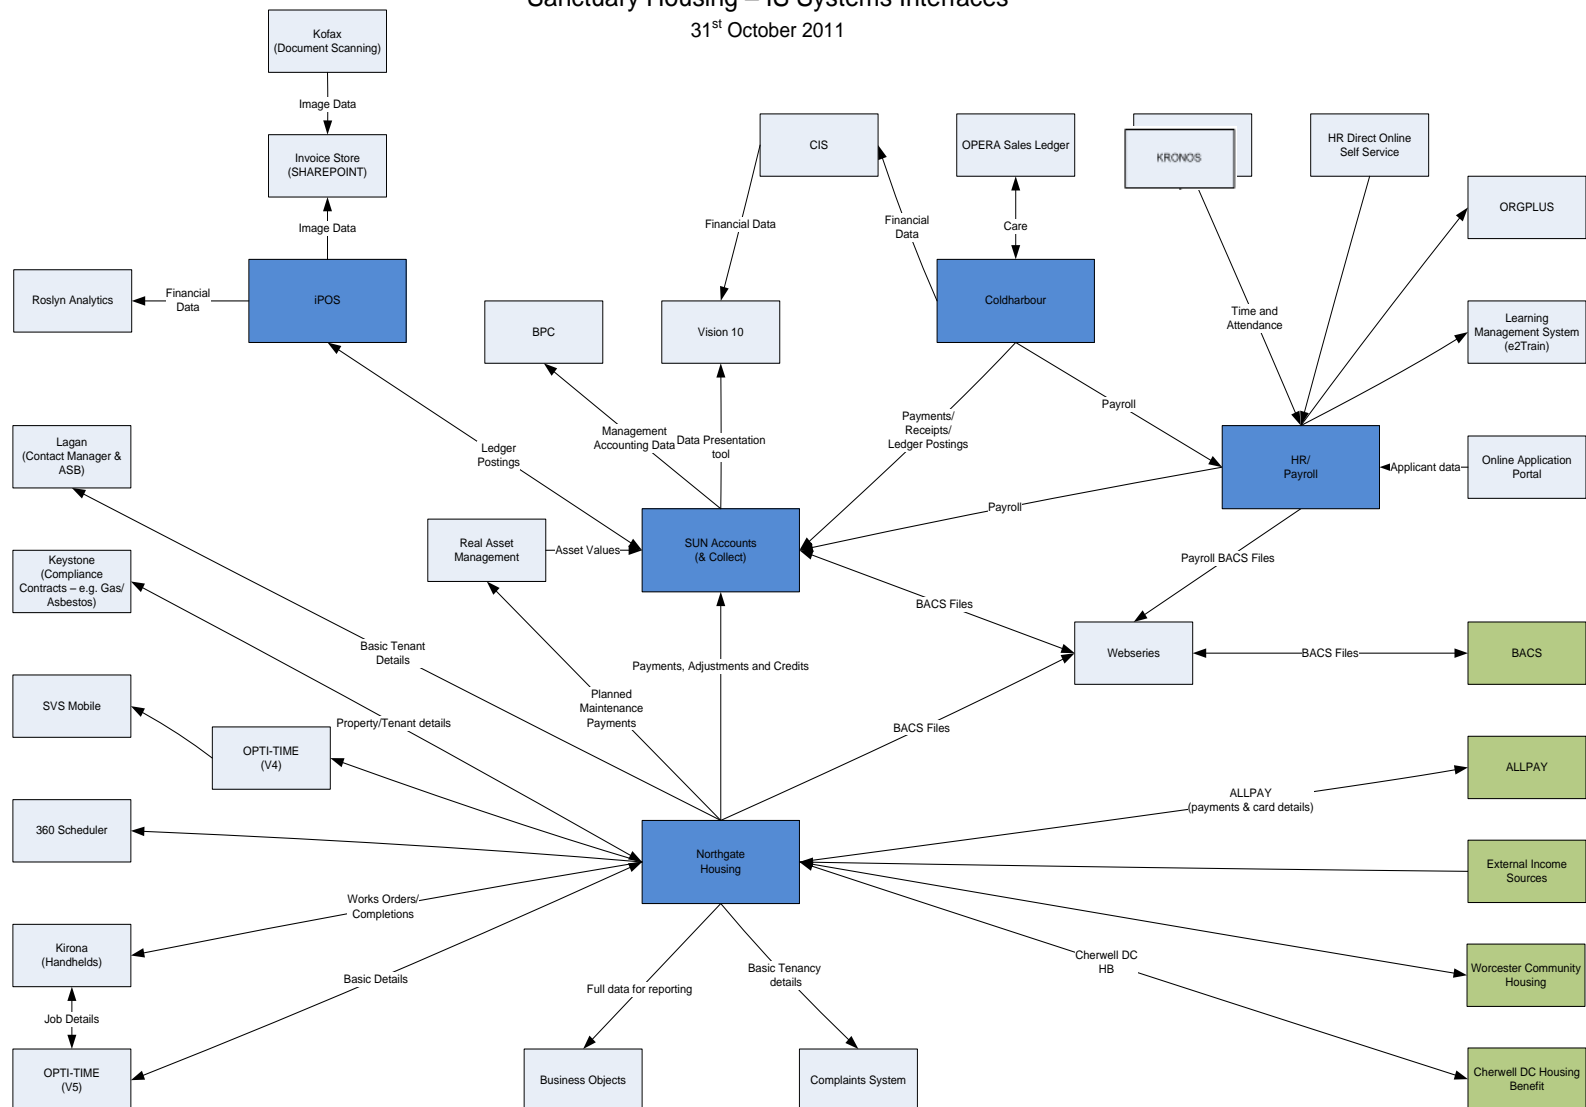 Sanctuary Housing – IS Systems Interfaces
31st October 2011
Kofax
(Document Scanning)
Image Data
Invoice Store
(SHAREPOINT)
Image Data
CIS
OPERA Sales Ledger
KRONOS
HR Direct Online
Self Service
ORGPLUS
Financial Data
Financial
Data
Care
Roslyn Analytics
Financial
Data
iPOS
BPC
Vision 10
Coldharbour
Time and
Attendance
Learning
Management System
(e2Train)
Payroll
Lagan
(Contact Manager &
ASB)
Ledger
Postings
Management
Accounting Data
Data Presentation
tool
Payments/
Receipts/
Ledger Postings
HR/
Payroll
Applicant data
Online Application
Portal
Payroll
Real Asset
Management
Asset Values
SUN Accounts
(& Collect)
Payroll BACS Files
Keystone
(Compliance
Contracts – e.g. Gas/
Asbestos)
BACS Files
Basic Tenant
Details
Payments, Adjustments and Credits
Webseries
BACS Files
BACS
SVS Mobile
Planned
Maintenance
Payments
Property/Tenant details
BACS Files
OPTI-TIME
(V4)
ALLPAY
ALLPAY
(payments & card details)
360 Scheduler
Northgate
Housing
External Income
Sources
Works Orders/
Completions
Kirona
(Handhelds)
Basic Details
Full data for reporting
Basic Tenancy
details
Cherwell DC
HB
Worcester Community
Housing
Job Details
OPTI-TIME
(V5)
Business Objects
Complaints System
Cherwell DC Housing
Benefit